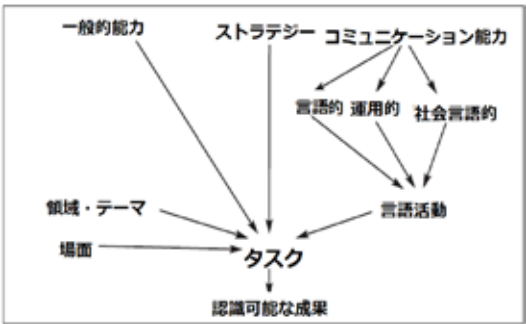 一般的能力
ストラテジー
コミュニケーション能力
言語的
運用的
社会言語的
領域・テーマ
言語活動
場面
タスク
認識可能な成果